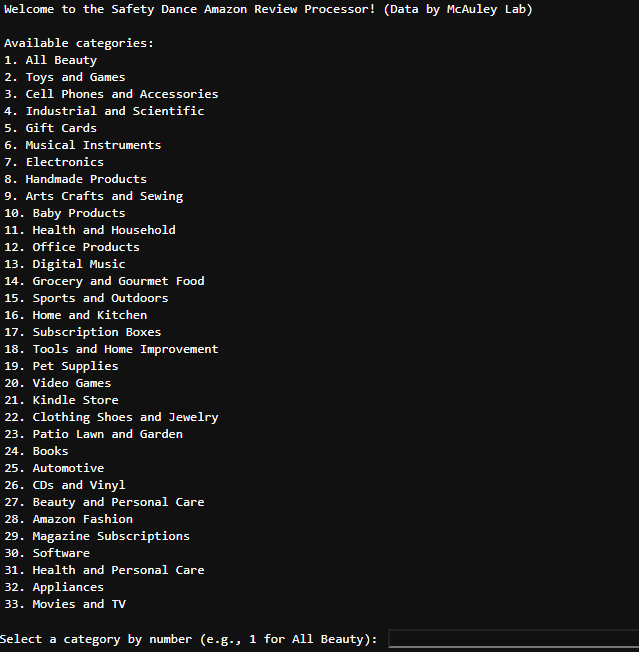 Welcome to the Safety Dance Amazon Review Processor! (Data by McAuley Lab)
Available categories:
1. All Beauty
2. Toys and Games
3. Cell Phones and Accessories
4. Industrial and Scientific
5. Gift Cards
6. Musical Instruments
7. Electronics
8. Handmade Products
9. Arts Crafts and Sewing
10. Baby Products
11. Health and Household
12. Office Products
13. Digital Music
14. Grocery and Gourmet Food
15. Sports and Outdoors
16. Home and Kitchen
17. Subscription Boxes
18. Tools and Home Improvement
19. Pet Supplies
20. Video Games
21. Kindle Store
22. Clothing Shoes and Jewelry
23. Patio Lawn and Garden
24. Books
25. Automotive
26. CDs and Vinyl
27. Beauty and Personal Care
28. Amazon Fashion
29. Magazine Subscriptions
30. Software
31. Health and Personal Care
32. Appliances
33. Movies and TV
Select a category by number (e.g., 1 for All Beauty):